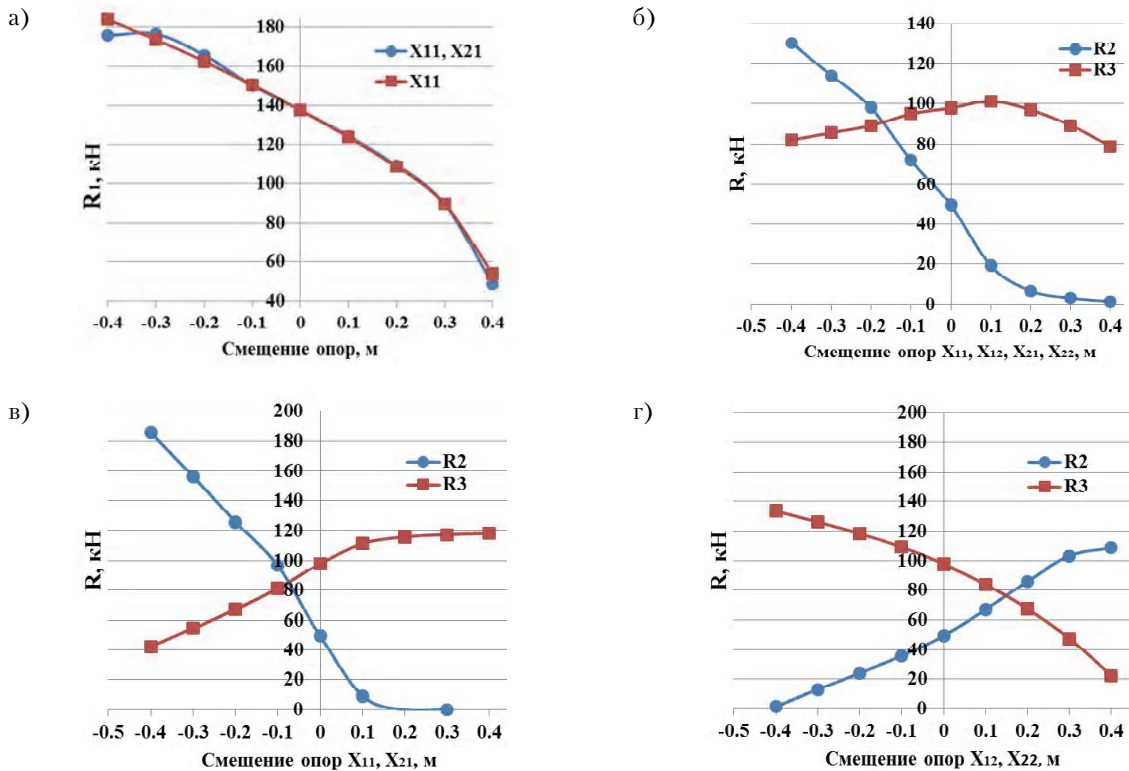 а)
180
160
140
120
100
80
60
40
R₁, кН
X11, X21
X11
-0.4 -0.3 -0.2 -0.1 0 0.1 0.2 0.3 0.4
Смещение опор, м
б)
140
120
100
80
60
40
20
0
R, кН
R2
R3
-0.5 -0.4 -0.3 -0.2 -0.1 0 0.1 0.2 0.3 0.4
Смещение опор X₁₁, X₁₂, X₂₁, X₂₂, м
в)
200
180
160
140
120
100
80
60
40
20
0
R, кН
R2
R3
-0.5 -0.4 -0.3 -0.2 -0.1 0 0.1 0.2 0.3 0.4
Смещение опор X₁₁, X₂₁, м
г)
200
180
160
140
120
100
80
60
40
20
0
R, кН
R2
R3
-0.5 -0.4 -0.3 -0.2 -0.1 0 0.1 0.2 0.3 0.4
Смещение опор X₁₂, X₂₂, м